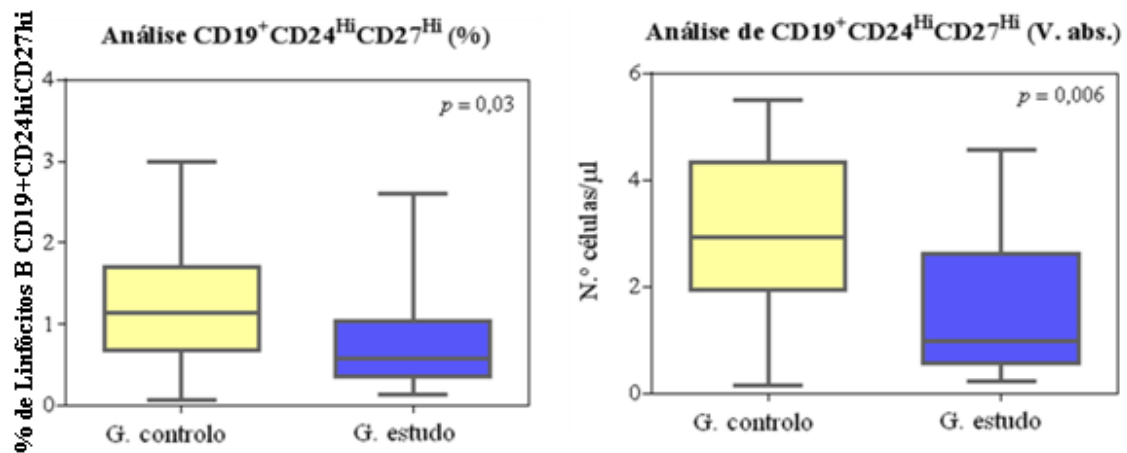 Análise CD19⁺CD24ᴴⁱCD27ᴴⁱ (%)
% de Linfócitos B CD19+CD24hiCD27hi
4
3
2
1
0
p = 0,03
G. controlo
G. estudo
Análise de CD19⁺CD24ᴴⁱCD27ᴴⁱ (V. abs.)
N.º células/µl
6
4
2
0
p = 0,006
G. controlo
G. estudo